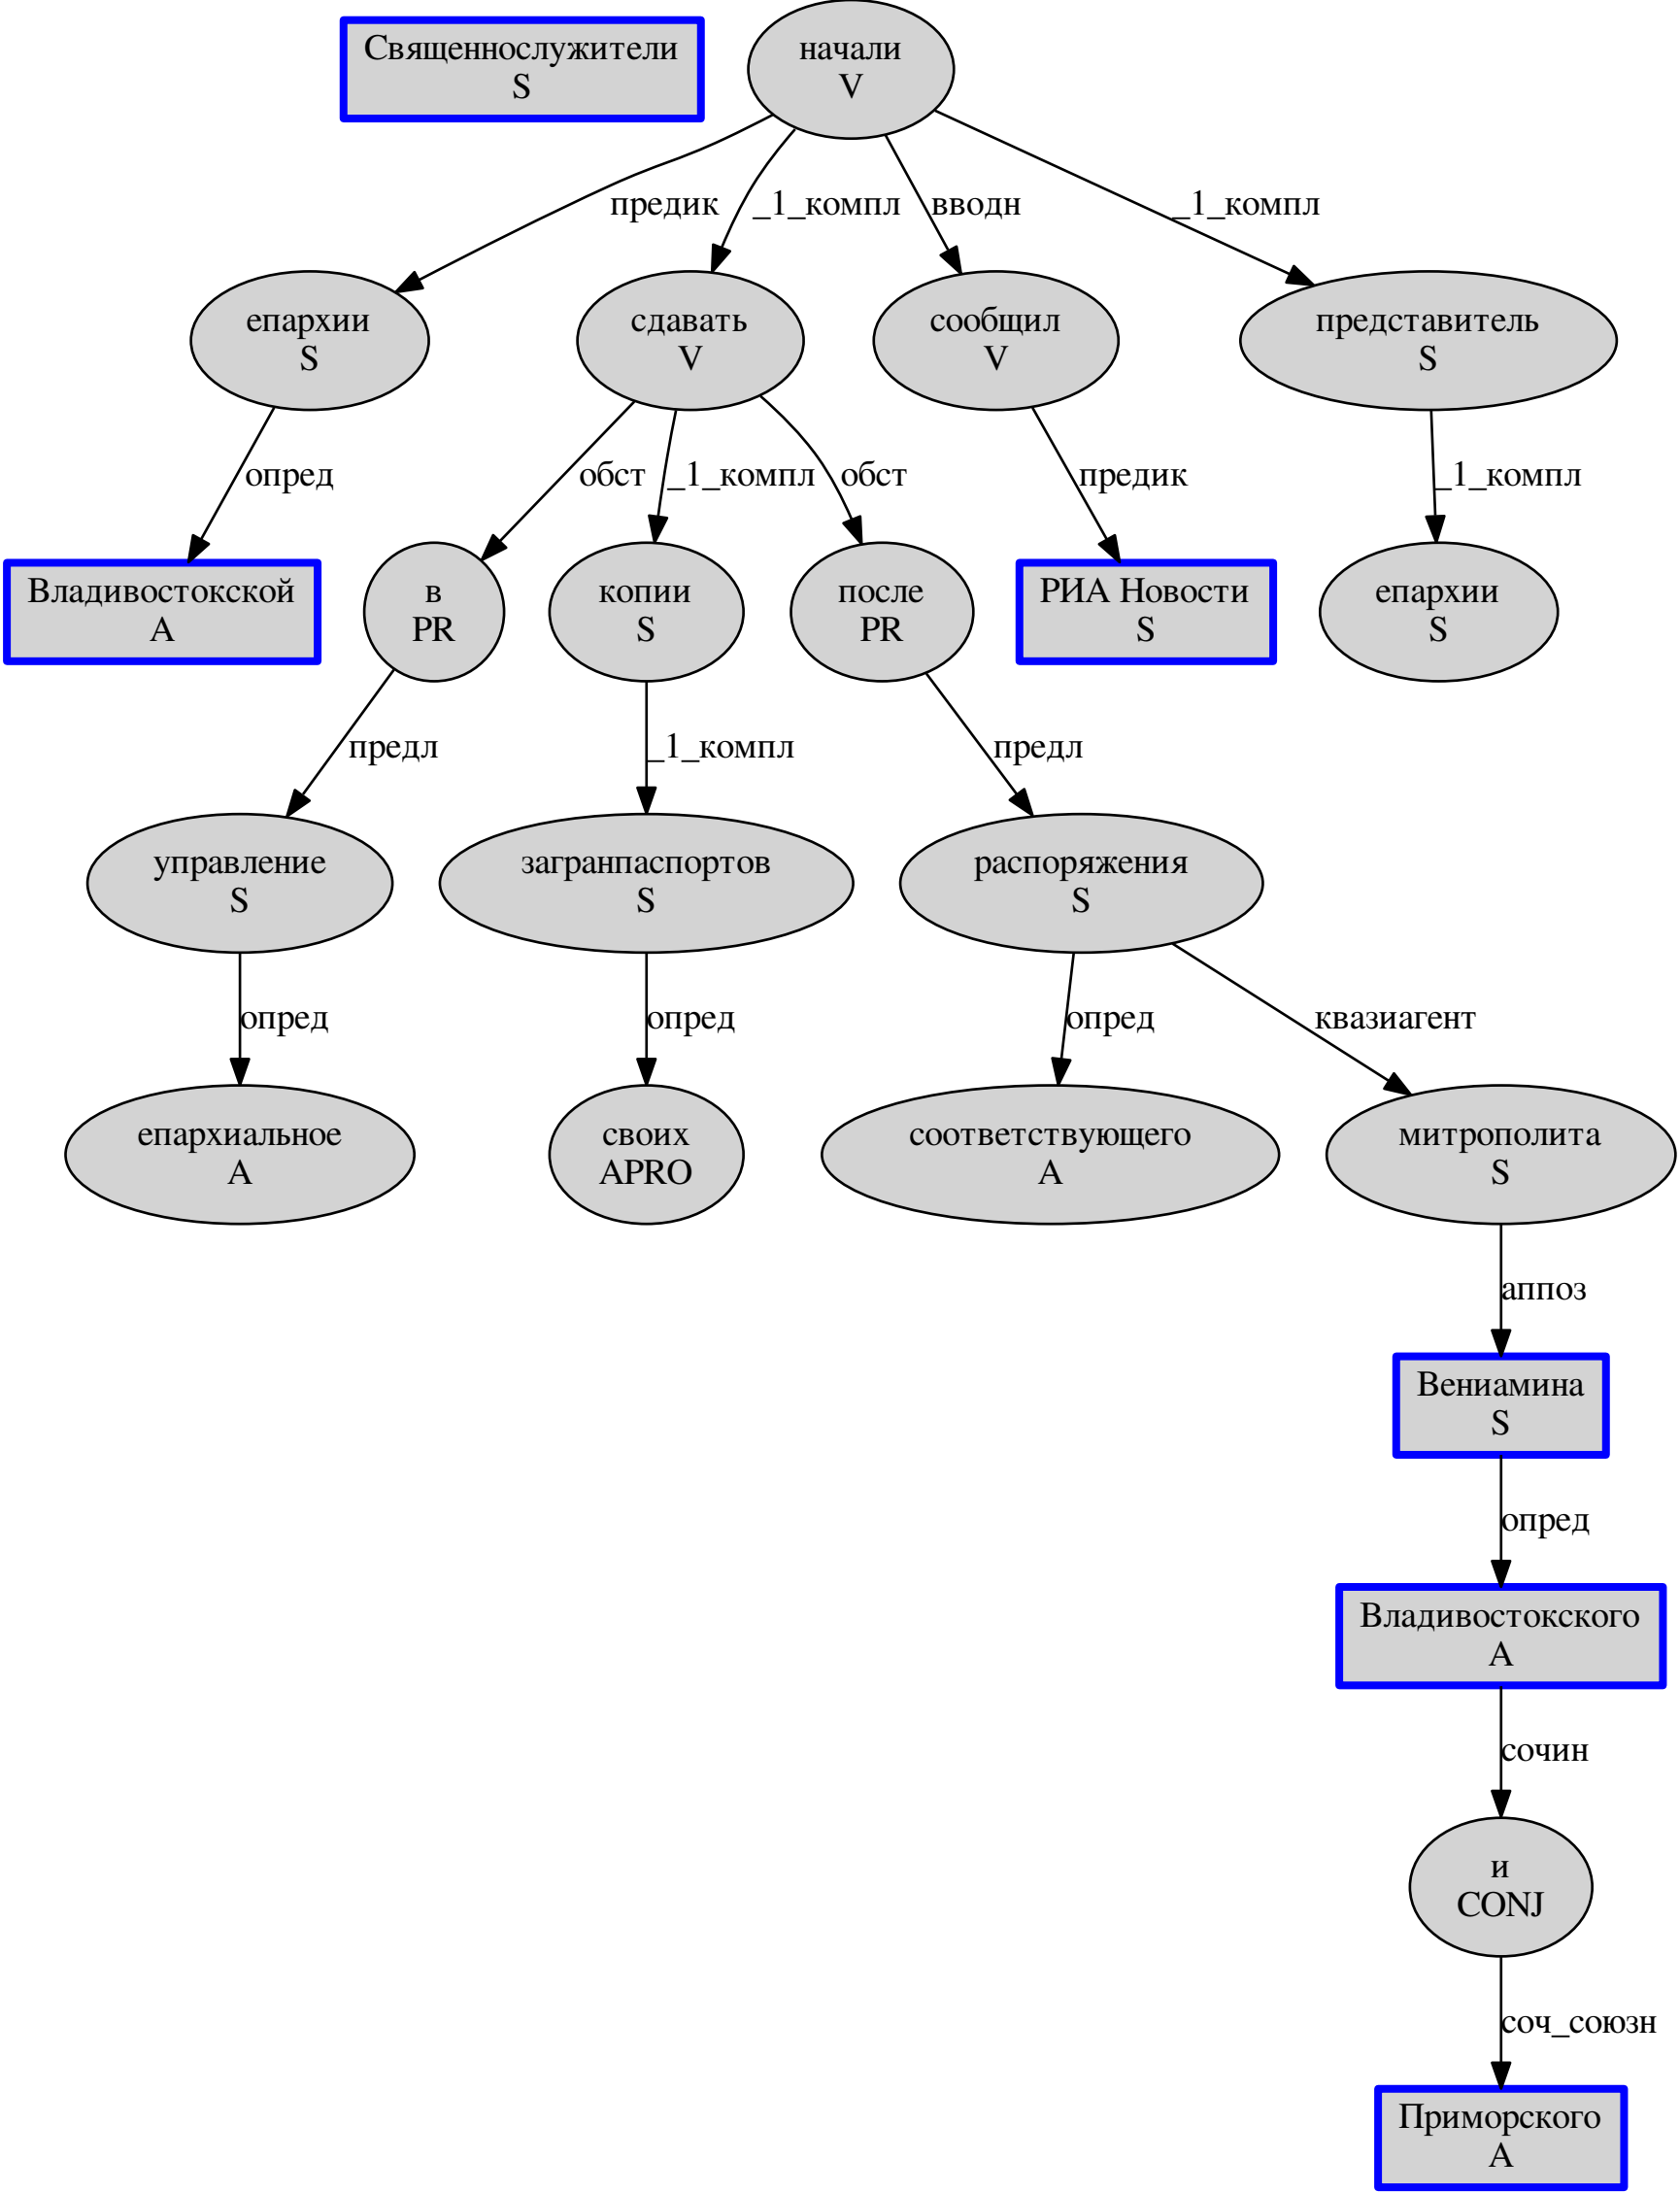 Священнослужители
S
начали
V
предик
_1_компл
вводн
_1_компл
епархии
S
сдавать
V
сообщил
V
представитель
S
опред
обст
_1_компл
обст
предик
_1_компл
Владивостокской
A
в
PR
копии
S
после
PR
РИА Новости
S
епархии
S
предл
_1_компл
предл
управление
S
загранпаспортов
S
распоряжения
S
опред
опред
опред
квазиагент
епархиальное
A
своих
APRO
соответствующего
A
митрополита
S
аппоз
Вениамина
S
опред
Владивостокского
A
сочин
и
CONJ
соч_союзн
Приморского
A